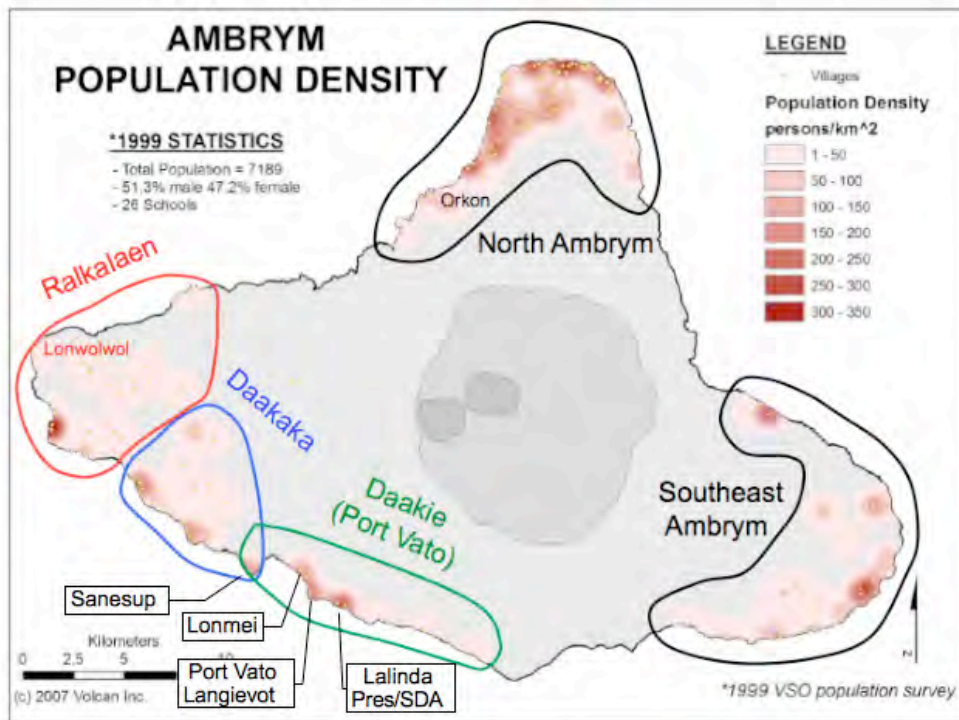 AMBRYM
POPULATION DENSITY
*1999 STATISTICS
- Total Population = 7189
- 51.3% male 47.2% female
- 26 Schools
LEGEND
Villages
Population Density
persons/km^2
1 - 50
50 - 100
100 - 150
150 - 200
200 - 250
250 - 300
300 - 350
Orkon
North Ambrym
Ralkalaen
Lonwolwol
Daakaka
Daakie
(Port Vato)
Southeast
Ambrym
Sanesup
Lonmei
Port Vato
Langievot
Lalinda
Pres/SDA
Kilometers
0 2.5 5 10
(c) 2007 Volcan Inc.
z
*1999 VSO population survey